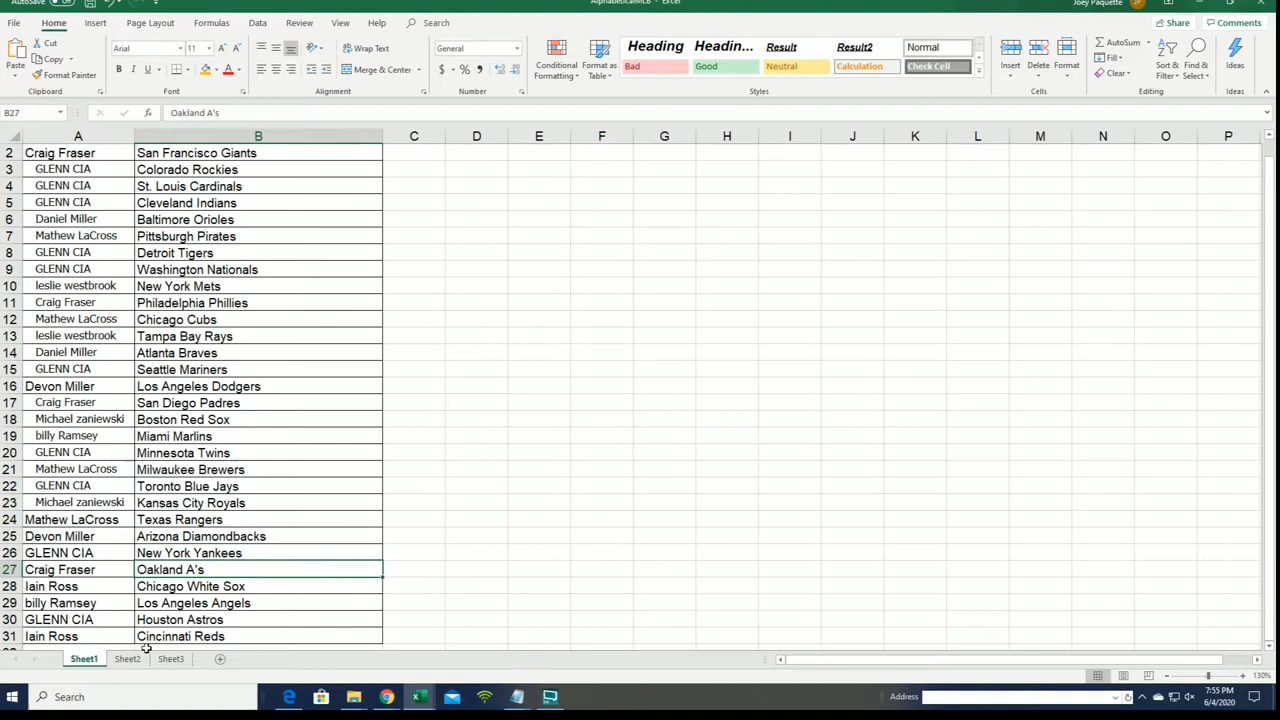 AutoSave AlphabeticalMLB - Excel Joey Paquette JP
File Home Insert Page Layout Formulas Data Review View Help Search Share Comments
Paste Cut Copy Format Painter Clipboard
Arial 11 B I U A Font
Wrap Text Merge & Center Alignment
General $ % Number
Conditional Formatting Format as Table
Heading Headin... Result Result2 Normal
Bad Good Neutral Calculation Check Cell
Styles
Insert Delete Format Cells
AutoSum Fill Clear Sort & Filter Find & Select Editing
Ideas Ideas
B27 fx Oakland A's
A B C D E F G H I J K L M N O P
2 Craig Fraser San Francisco Giants
3 GLENN CIA Colorado Rockies
4 GLENN CIA St. Louis Cardinals
5 GLENN CIA Cleveland Indians
6 Daniel Miller Baltimore Orioles
7 Mathew LaCross Pittsburgh Pirates
8 GLENN CIA Detroit Tigers
9 GLENN CIA Washington Nationals
10 leslie westbrook New York Mets
11 Craig Fraser Philadelphia Phillies
12 Mathew LaCross Chicago Cubs
13 leslie westbrook Tampa Bay Rays
14 Daniel Miller Atlanta Braves
15 GLENN CIA Seattle Mariners
16 Devon Miller Los Angeles Dodgers
17 Craig Fraser San Diego Padres
18 Michael zaniewski Boston Red Sox
19 billy Ramsey Miami Marlins
20 GLENN CIA Minnesota Twins
21 Mathew LaCross Milwaukee Brewers
22 GLENN CIA Toronto Blue Jays
23 Michael zaniewski Kansas City Royals
24 Mathew LaCross Texas Rangers
25 Devon Miller Arizona Diamondbacks
26 GLENN CIA New York Yankees
27 Craig Fraser Oakland A's
28 Iain Ross Chicago White Sox
29 billy Ramsey Los Angeles Angels
30 GLENN CIA Houston Astros
31 Iain Ross Cincinnati Reds
Sheet1 Sheet2 Sheet3
130%
Search Address 7:55 PM
6/4/2020